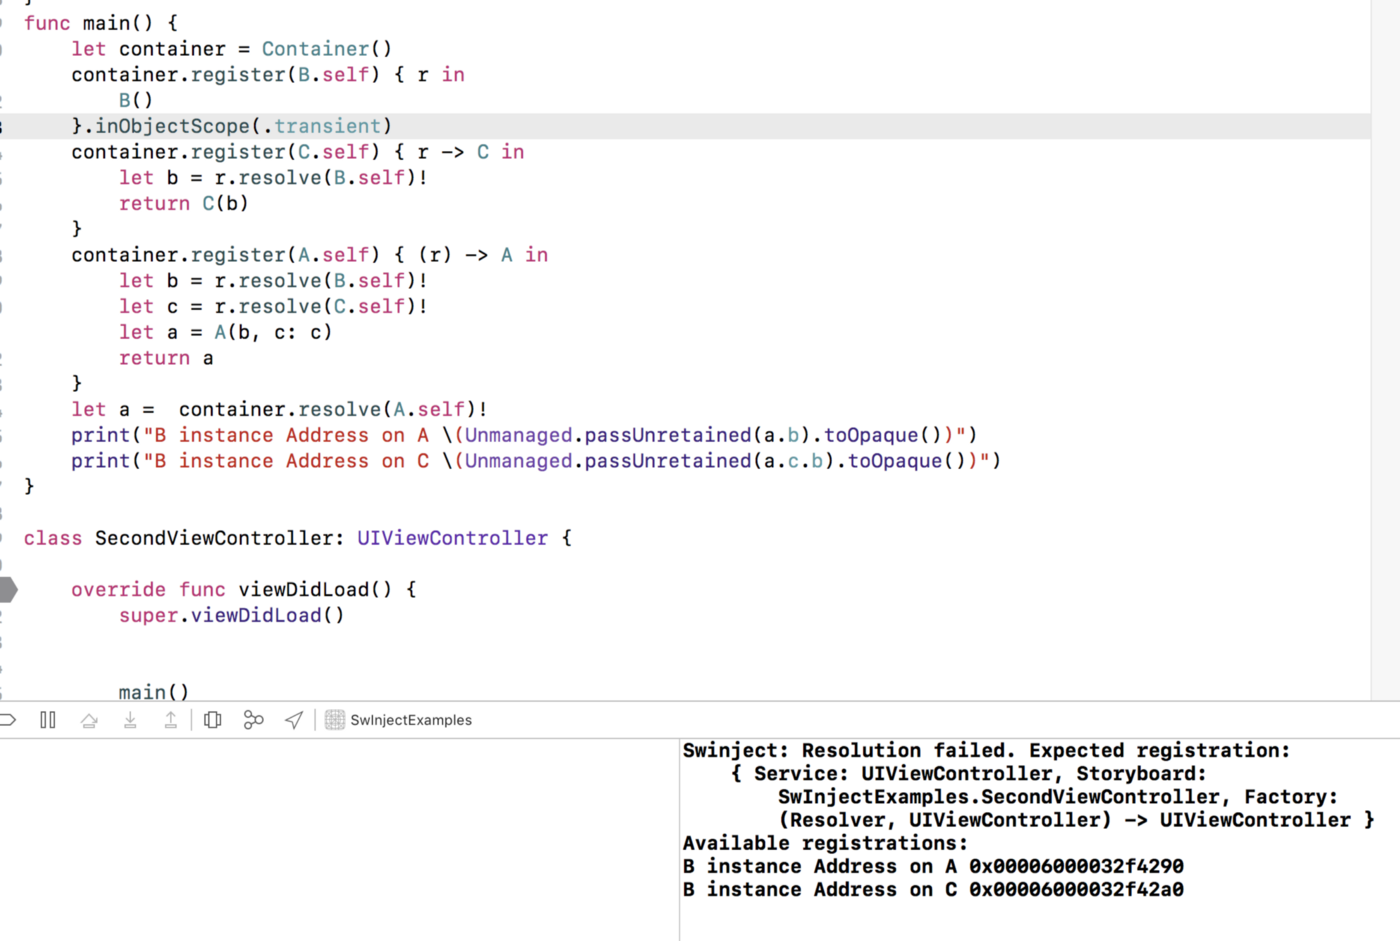 }
func main() {
    let container = Container()
    container.register(B.self) { r in
        B()
    }.inObjectScope(.transient)
    container.register(C.self) { r -> C in
        let b = r.resolve(B.self)!
        return C(b)
    }
    container.register(A.self) { (r) -> A in
        let b = r.resolve(B.self)!
        let c = r.resolve(C.self)!
        let a = A(b, c: c)
        return a
    }
    let a =  container.resolve(A.self)!
    print("B instance Address on A \(Unmanaged.passUnretained(a.b).toOpaque())")
    print("B instance Address on C \(Unmanaged.passUnretained(a.c.b).toOpaque())")
}
class SecondViewController: UIViewController {
    override func viewDidLoad() {
        super.viewDidLoad()
        main()
SwInjectExamples
Swinject: Resolution failed. Expected registration:
    { Service: UIViewController, Storyboard:
        SwInjectExamples.SecondViewController, Factory:
        (Resolver, UIViewController) -> UIViewController }
Available registrations:
B instance Address on A 0x00006000032f4290
B instance Address on C 0x00006000032f42a0